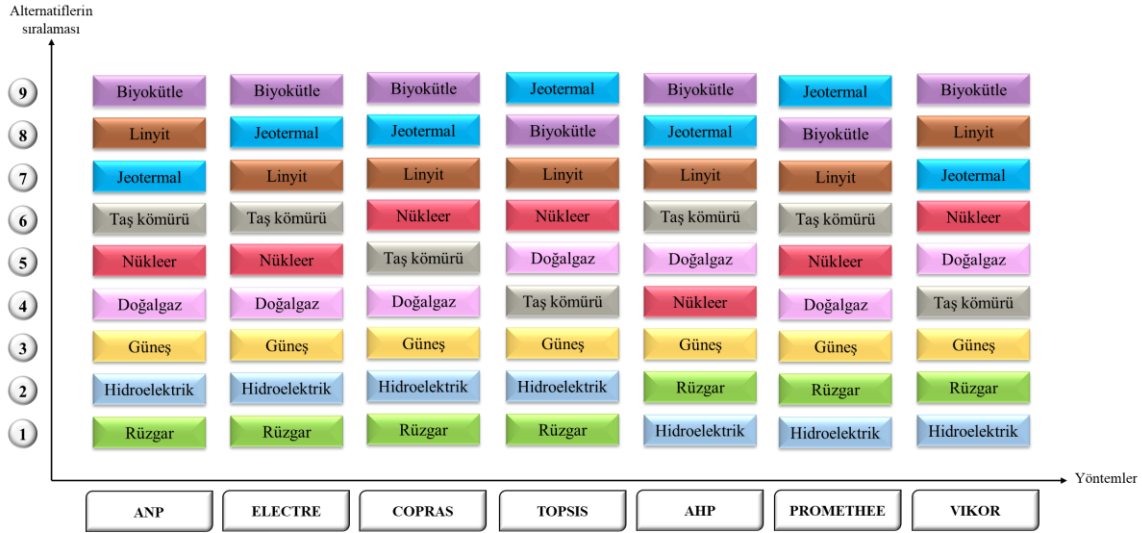 Alternatiflerin
sıralaması
9 Biyokütle Biyokütle Biyokütle Jeotermal Biyokütle Jeotermal Biyokütle
8 Linyit Jeotermal Jeotermal Biyokütle Jeotermal Biyokütle Linyit
7 Jeotermal Linyit Linyit Linyit Linyit Linyit Jeotermal
6 Taş kömürü Taş kömürü Nükleer Nükleer Taş kömürü Taş kömürü Nükleer
5 Nükleer Nükleer Taş kömürü Doğalgaz Doğalgaz Nükleer Doğalgaz
4 Doğalgaz Doğalgaz Doğalgaz Taş kömürü Nükleer Doğalgaz Taş kömürü
3 Güneş Güneş Güneş Güneş Güneş Güneş Güneş
2 Hidroelektrik Hidroelektrik Hidroelektrik Hidroelektrik Rüzgar Rüzgar Rüzgar
1 Rüzgar Rüzgar Rüzgar Rüzgar Hidroelektrik Hidroelektrik Hidroelektrik
Yöntemler
ANP ELECTRE COPRAS TOPSIS AHP PROMETHEE VIKOR